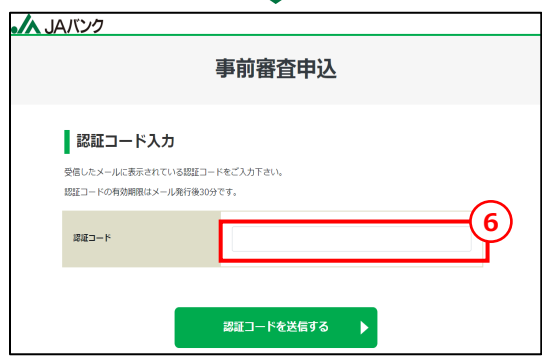 JAバンク
事前審査申込
認証コード入力
受信したメールに表示されている認証コードをご入力下さい。
認証コードの有効期限はメール発行後30分です。
6
認証コード
認証コードを送信する